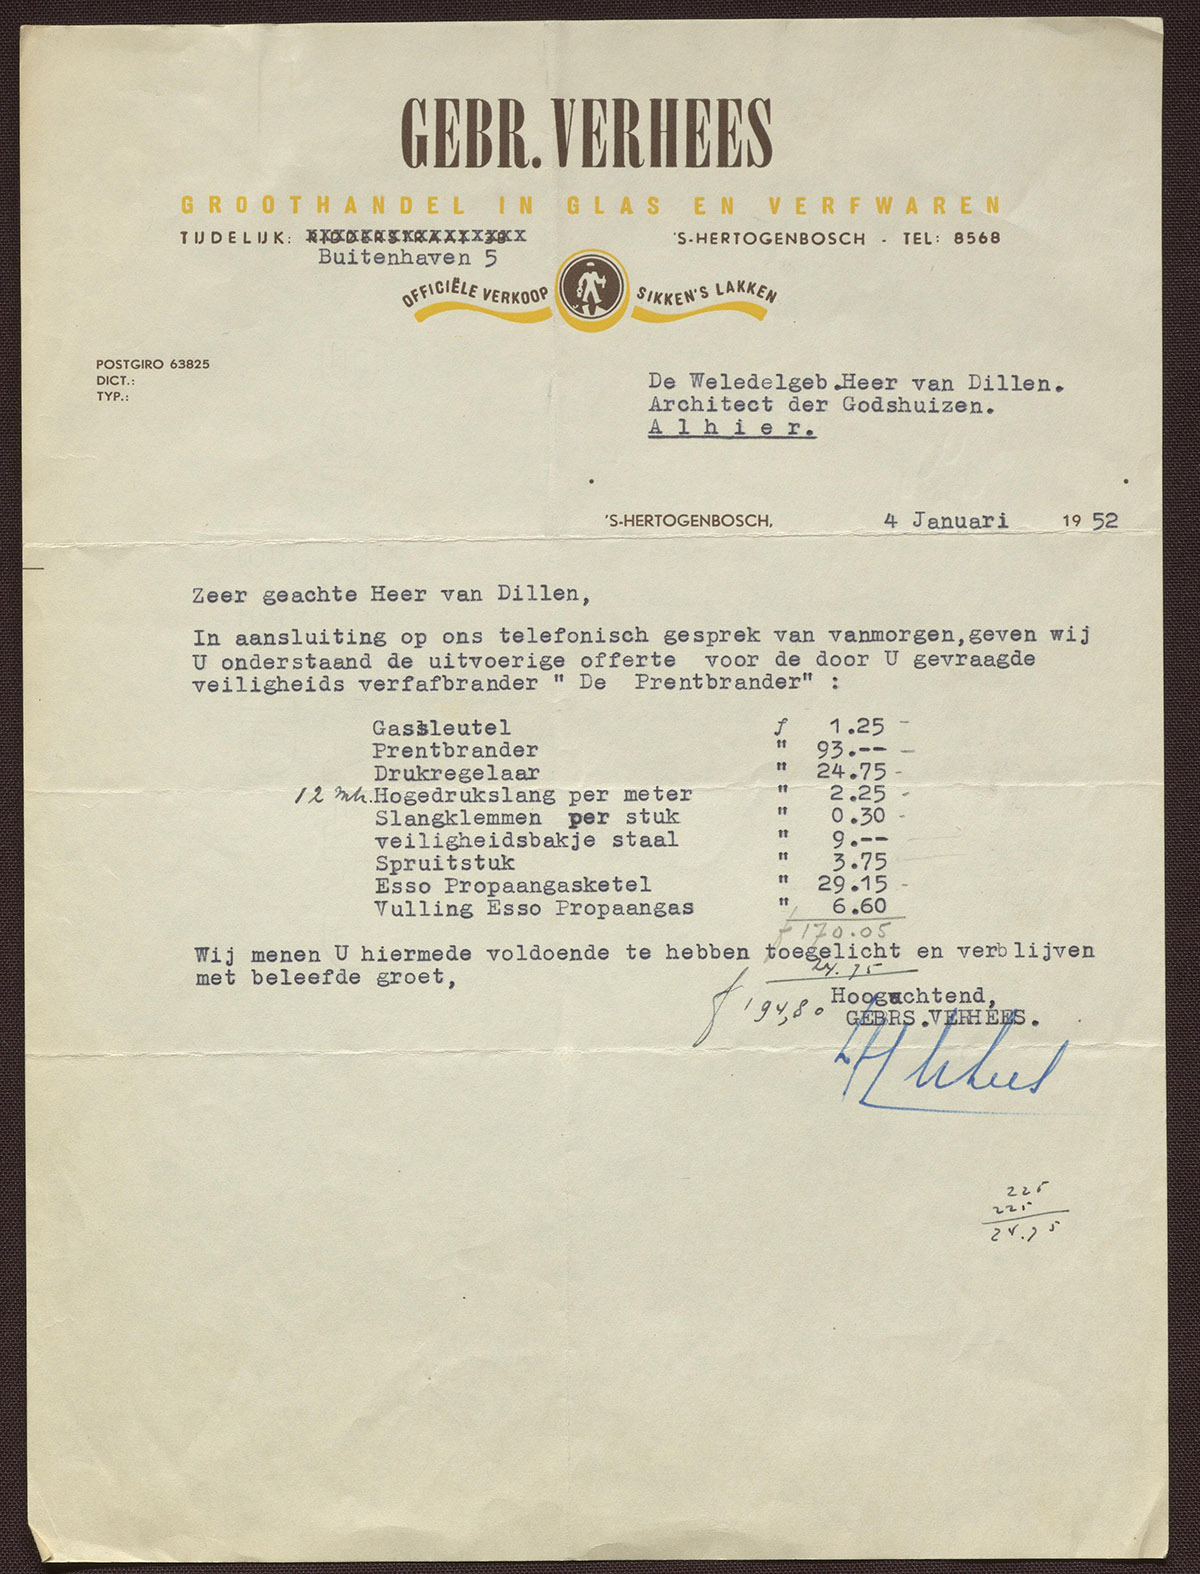 GEBR. VERHEES
GROOTHANDEL IN GLAS EN VERFWAREN
TIJDELIJK: RIDDERSTRAAT 'S-HERTOGENBOSCH - TEL: 8568
Buitenhaven 5
OFFICIËLE VERKOOP SIKKEN'S LAKKEN
POSTGIRO 63825
DICT.:
TYP.:
De Weledelgeb.Heer van Dillen.
Architect der Godshuizen.
Alhier.
'S-HERTOGENBOSCH, 4 Januari 1952
Zeer geachte Heer van Dillen,
In aansluiting op ons telefonisch gesprek van vanmorgen,geven wij
U onderstaand de uitvoerige offerte voor de door U gevraagde
veiligheids verfafbrander " De Prentbrander" :
Gassleutel ƒ 1.25 -
Prentbrander " 93.-- -
Drukregelaar " 24.75 -
12 mtr. Hogedrukslang per meter " 2.25 -
Slangklemmen per stuk " 0.30 -
veiligheidsbakje staal " 9.--
Spruitstuk " 3.75
Esso Propaangasketel " 29.15 -
Vulling Esso Propaangas " 6.60
ƒ 170.05
Wij menen U hiermede voldoende te hebben toegelicht en verblijven
met beleefde groet, 24.75
Hoogachtend,
ƒ 194,80 GEBRS.VERHEES.
225
225
24.75